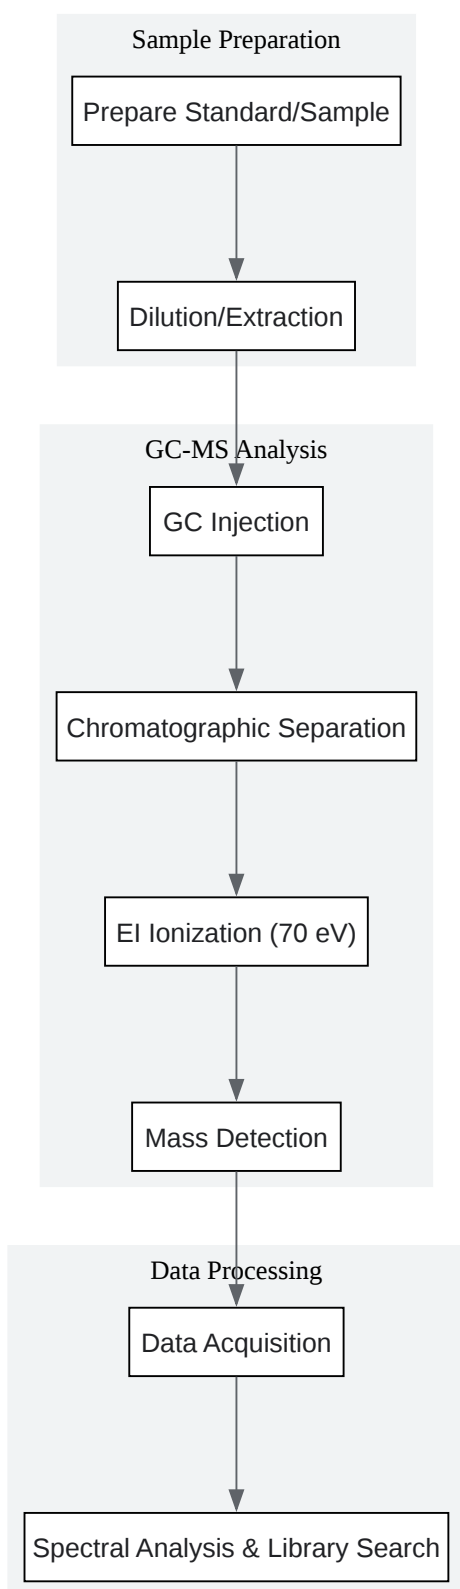 Sample Preparation
Prepare Standard/Sample
Dilution/Extraction
GC-MS Analysis
GC Injection
Chromatographic Separation
EI Ionization (70 eV)
Mass Detection
Data Processing
Data Acquisition
Spectral Analysis & Library Search